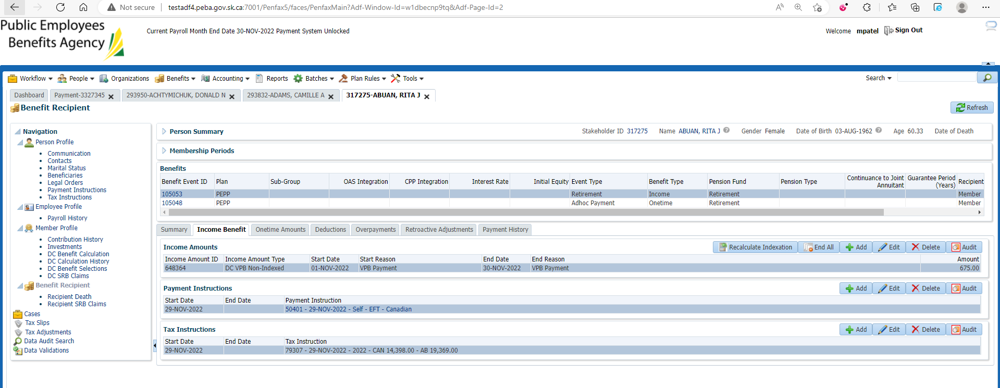 Not secure | testadf4.peba.gov.sk.ca:7001/Penfax5/faces/PenfaxMain?Adf-Window-Id=w1dbecnp9tq&Adf-Page-Id=2
Public Employees
Benefits Agency
Current Payroll Month End Date 30-NOV-2022 Payment System Unlocked
Welcome mpatel Sign Out
Workflow People Organizations Benefits Accounting Reports Batches Plan Rules Tools Search
Dashboard Payment-3327345 293950-ACHTYMICHUK, DONALD N 293832-ADAMS, CAMILLE A 317275-ABUAN, RITA J
Benefit Recipient Refresh
Navigation
Person Profile
Communication
Contacts
Marital Status
Beneficiaries
Legal Orders
Payment Instructions
Tax Instructions
Employee Profile
Payroll History
Member Profile
Contribution History
Investments
DC Benefit Calculation
DC Calculation History
DC Benefit Selections
DC SRB Claims
Benefit Recipient
Recipient Death
Recipient SRB Claims
Cases
Tax Slips
Tax Adjustments
Data Audit Search
Data Validations
Person Summary Stakeholder ID 317275 Name ABUAN, RITA J Gender Female Date of Birth 03-AUG-1962 Age 60.33 Date of Death
Membership Periods
Benefits
Benefit Event ID Plan Sub-Group OAS Integration CPP Integration Interest Rate Initial Equity Event Type Benefit Type Pension Fund Pension Type Continuance to Joint Annuitant Guarantee Period (Years) Recipient
105053 PEPP Retirement Income Retirement Member
105048 PEPP Adhoc Payment Onetime Retirement Member
Summary Income Benefit Onetime Amounts Deductions Overpayments Retroactive Adjustments Payment History
Income Amounts Recalculate Indexation End All Add Edit Delete Audit
Income Amount ID Income Amount Type Start Date Start Reason End Date End Reason Amount
648364 DC VPB Non-Indexed 01-NOV-2022 VPB Payment 30-NOV-2022 VPB Payment 675.00
Payment Instructions Add Edit Delete Audit
Start Date End Date Payment Instruction
29-NOV-2022 50401 - 29-NOV-2022 - Self - EFT - Canadian
Tax Instructions Add Edit Delete Audit
Start Date End Date Tax Instruction
29-NOV-2022 79307 - 29-NOV-2022 - 2022 - CAN 14,398.00 - AB 19,369.00